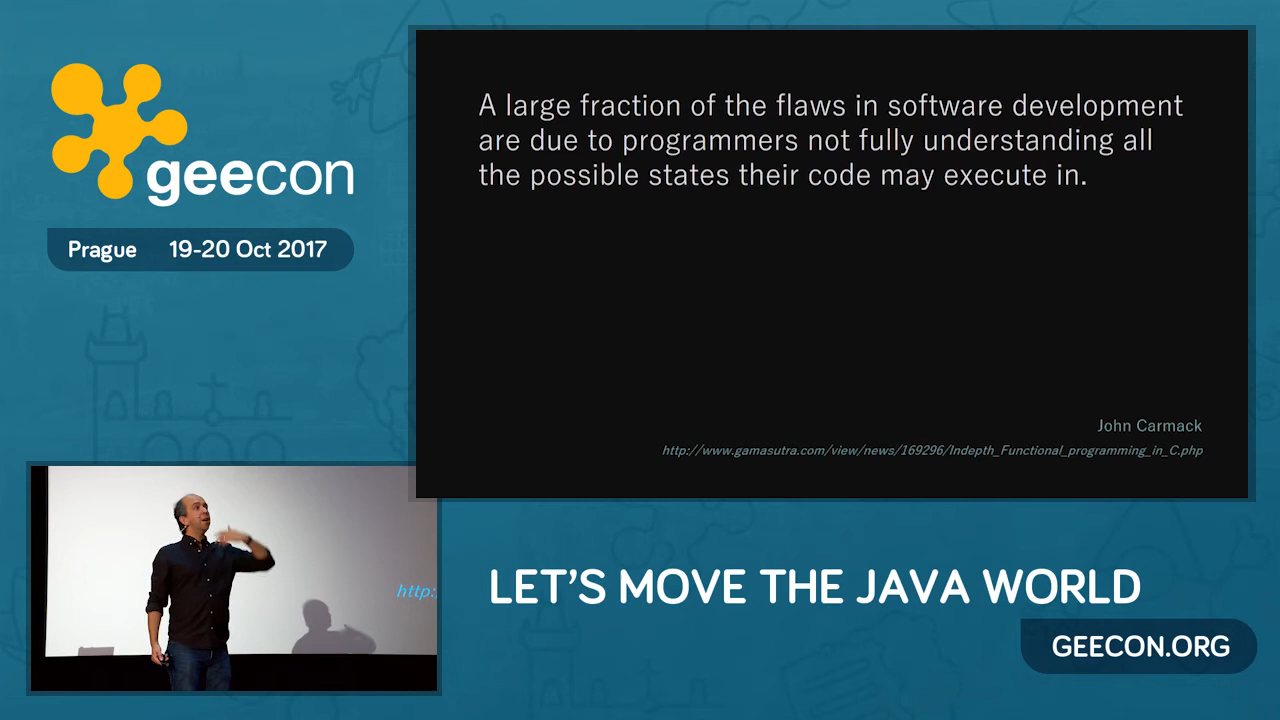 geecon
Prague 19-20 Oct 2017
A large fraction of the flaws in software development
are due to programmers not fully understanding all
the possible states their code may execute in.
John Carmack
http://www.gamasutra.com/view/news/169296/Indepth_Functional_programming_in_C.php
http:
LET'S MOVE THE JAVA WORLD
GEECON.ORG